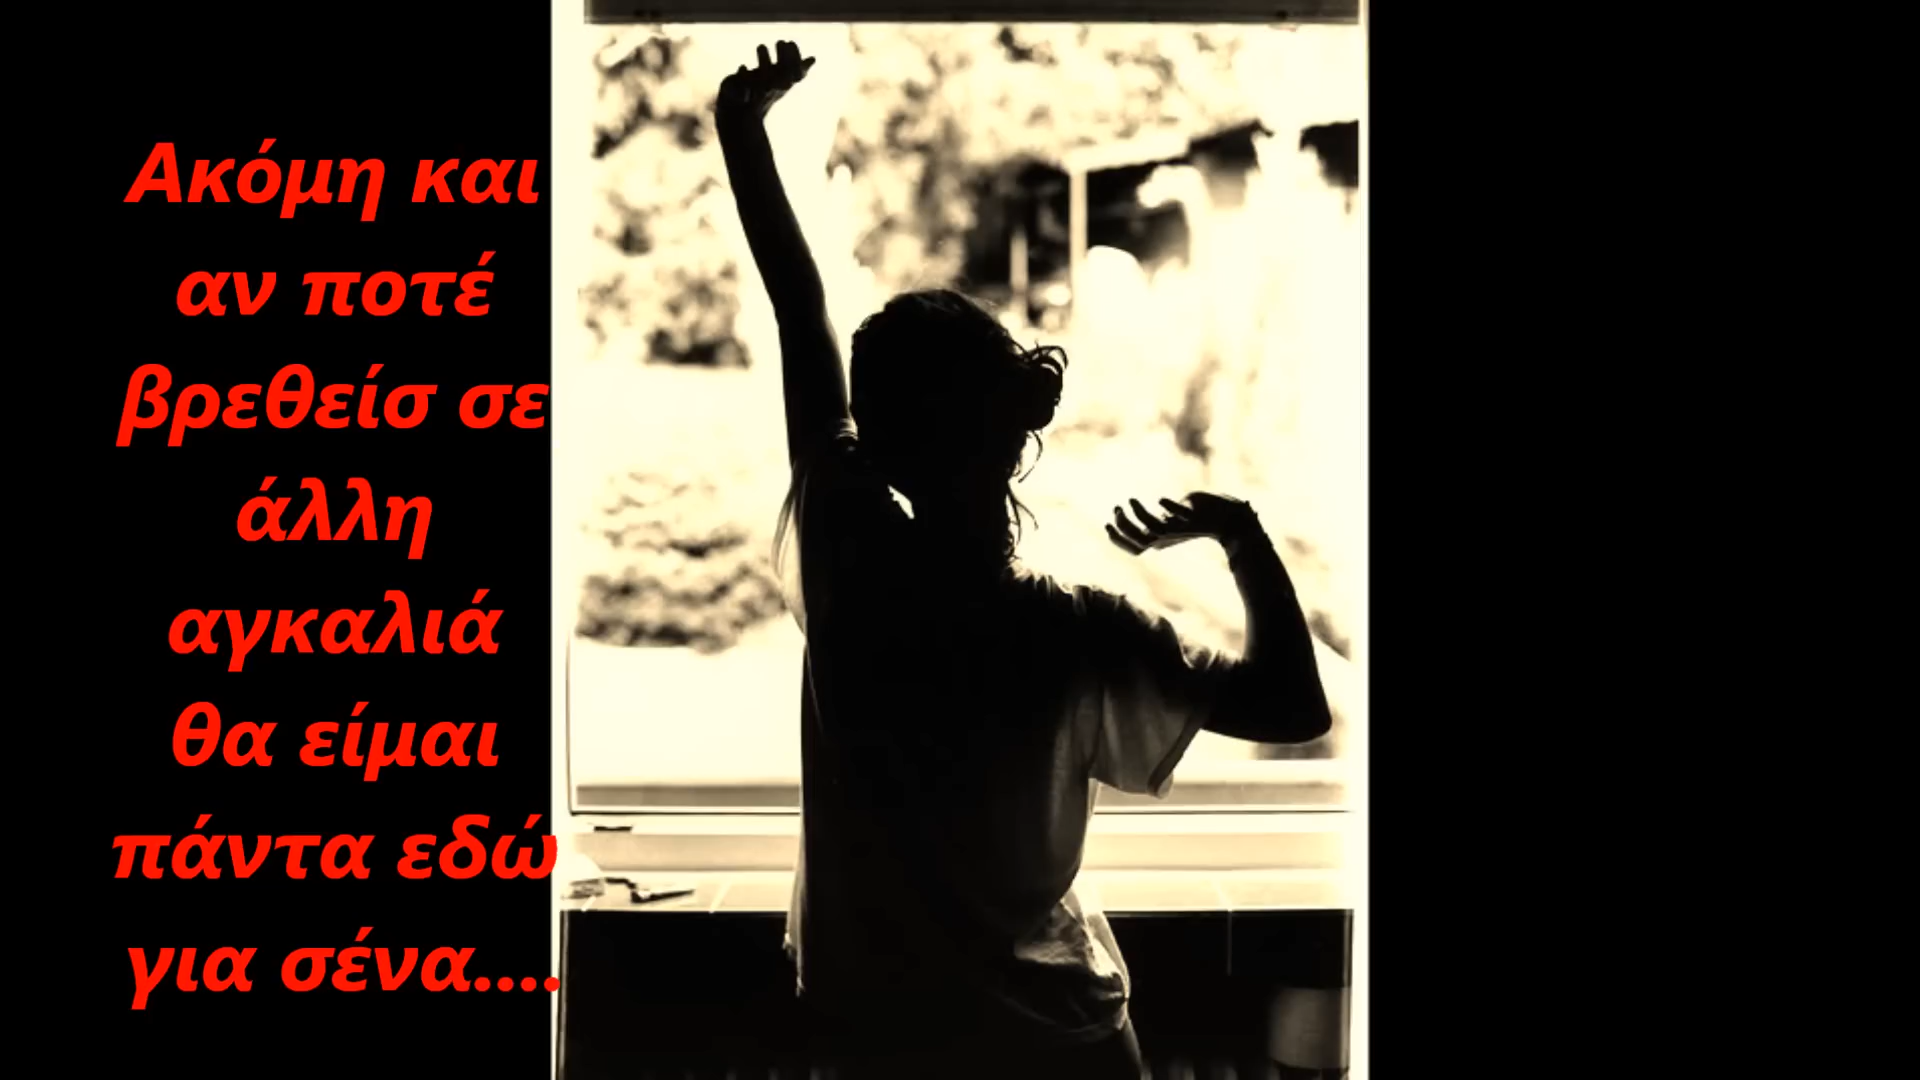 Ακόμη και
αν ποτέ
βρεθείσ σε
άλλη
αγκαλιά
θα είμαι
πάντα εδώ
για σένα....